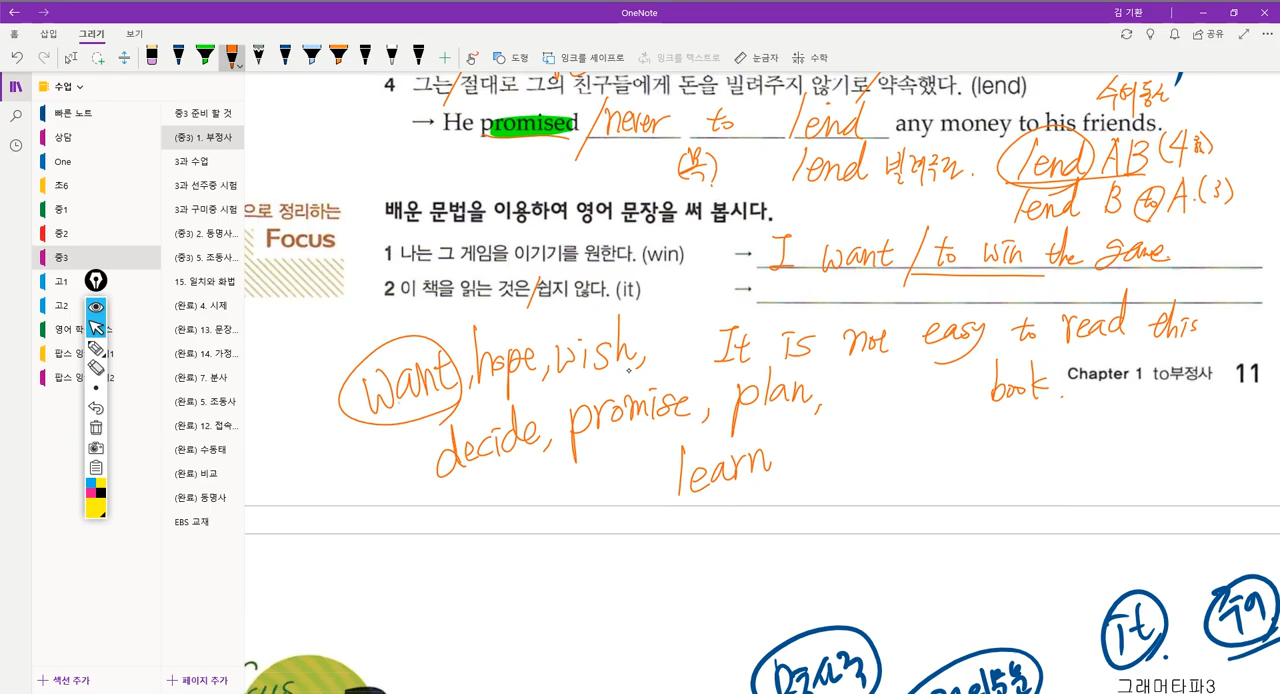 OneNote
김 기환
홈 삽입 그리기 보기
도형 잉크를 셰이프로 잉크를 텍스트로 눈금자 수학 공유
수업
빠른 노트
상담
One
초6
중1
중2
중3
고1
고2
영어 학
팝스 잉
팝스 잉
섹션 추가
중3 준비 할 것
(중3) 1. 부정사
3과 수업
3과 선주중 시험
3과 구미중 시험
(중3) 2. 동명사...
(중3) 5. 조동사...
15. 일치와 화법
(완료) 4. 시제
(완료) 13. 문장...
(완료) 14. 가정...
(완료) 7. 분사
(완료) 5. 조동사
(완료) 12. 접속...
(완료) 수동태
(완료) 비교
(완료) 동명사
EBS 교재
페이지 추가
4 그는 절대로 그의 친구들에게 돈을 빌려주지 않기로 약속했다. (lend)
수여동사
→ He promised never to lend any money to his friends.
lend 빌려주다. lend AB (4형)
lend B to A. (3)
으로 정리하는
Focus
배운 문법을 이용하여 영어 문장을 써 봅시다.
1 나는 그 게임을 이기기를 원한다. (win) → I want to win the game
2 이 책을 읽는 것은 쉽지 않다. (it) →
It is not easy to read this
book.
want, hope, wish,
decide, promise, plan,
learn
Chapter 1 to부정사 11
it 주어
그래머타파3